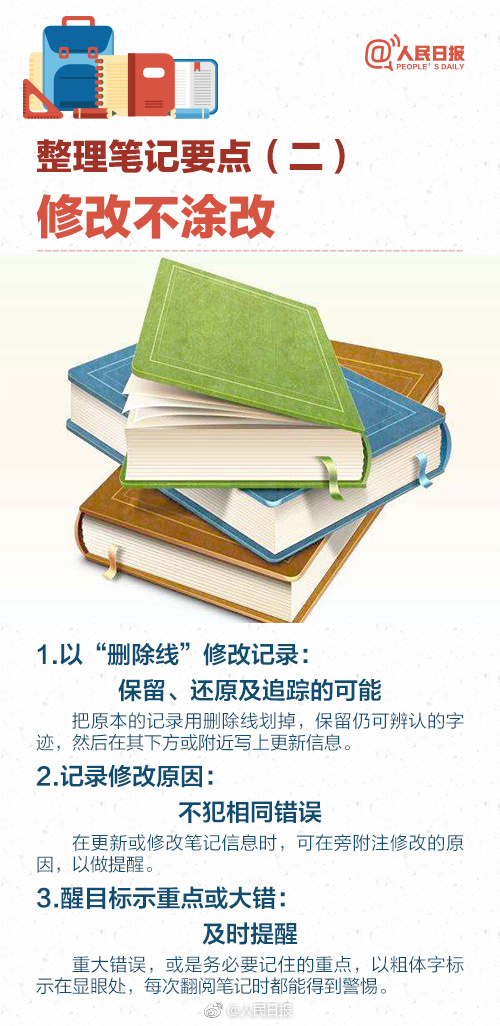 @人民日报
PEOPLE'S DAILY
整理笔记要点（二）
修改不涂改
1.以“删除线”修改记录：
保留、还原及追踪的可能
把原本的记录用删除线划掉，保留仍可辨认的字
迹，然后在其下方或附近写上更新信息。
2.记录修改原因：
不犯相同错误
在更新或修改笔记信息时，可在旁附注修改的原
因，以做提醒。
3.醒目标示重点或大错：
及时提醒
重大错误，或是务必要记住的重点，以粗体字标
示在显眼处，每次翻阅笔记时都能得到警惕。
@人民日报